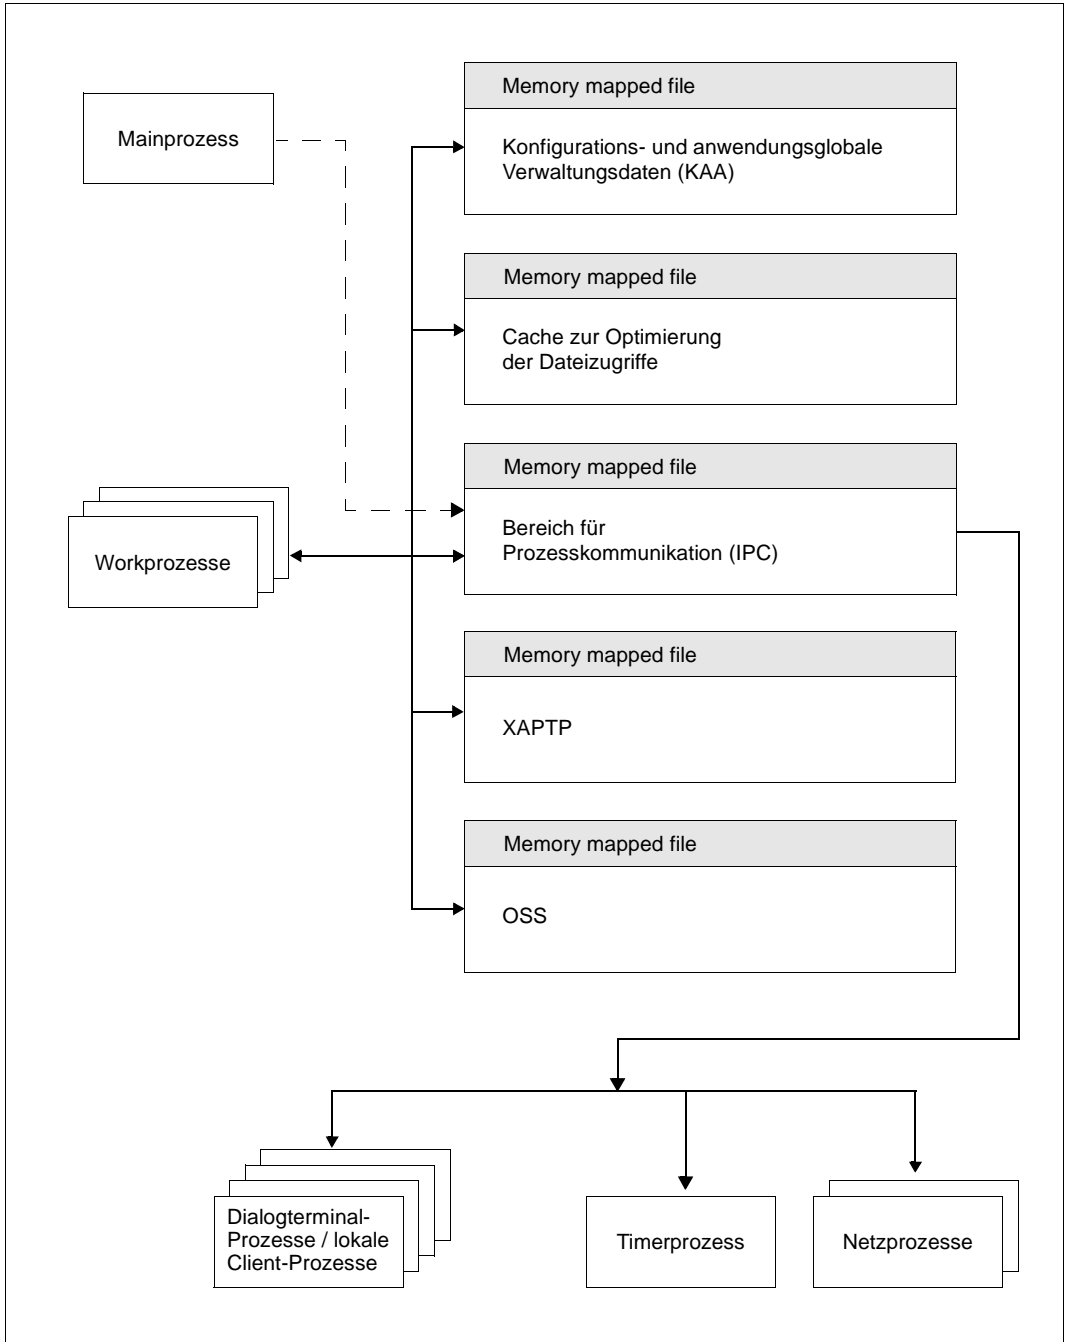 Memory mapped file
Mainprozess
Konfigurations- und anwendungsglobale
Verwaltungsdaten (KAA)
Memory mapped file
Cache zur Optimierung
der Dateizugriffe
Memory mapped file
Bereich für
Prozesskommunikation (IPC)
Workprozesse
Memory mapped file
XAPTP
Memory mapped file
OSS
Dialogterminal-
Prozesse / lokale
Client-Prozesse
Timerprozess
Netzprozesse